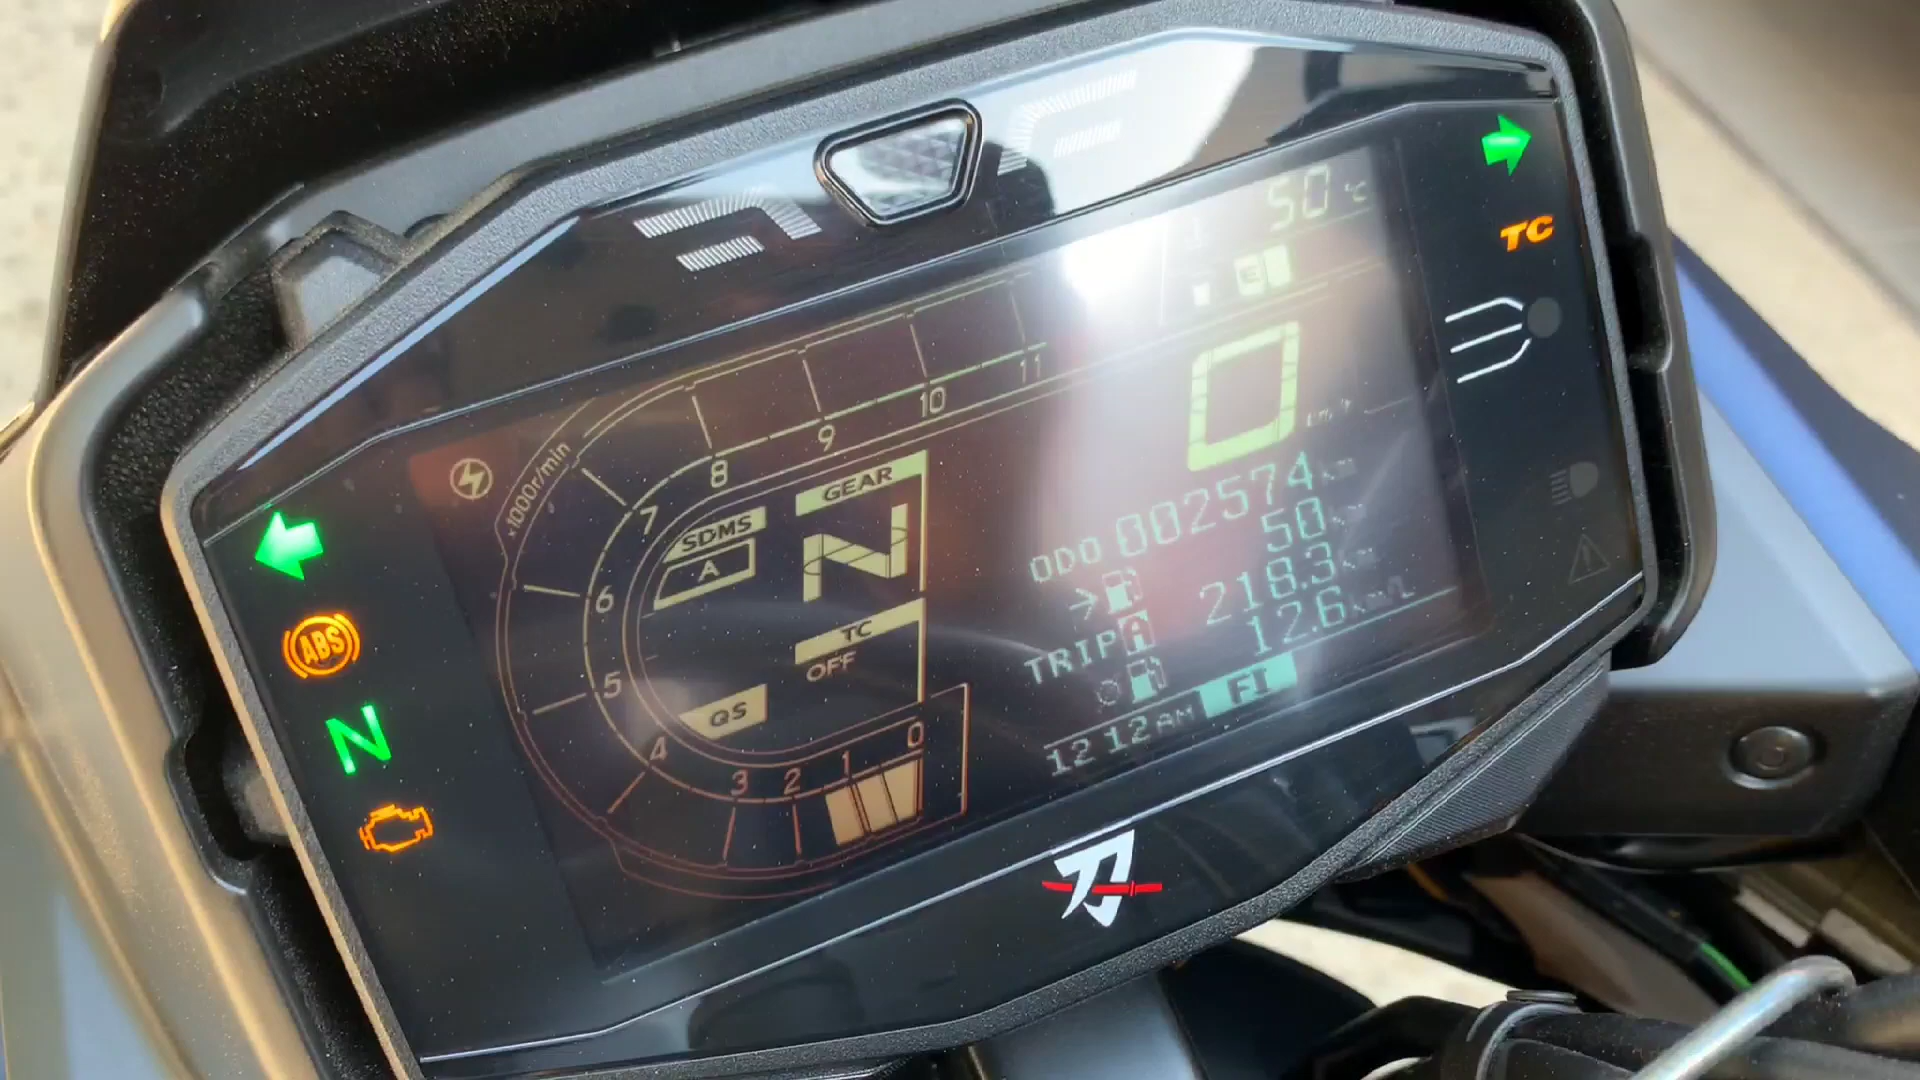 50 °C
TC
x1000r/min
11
10
9
8
7
6
5
4
3
2
1
0
GEAR
N
SDMS
A
TC
OFF
QS
E
0
km/h
ODO 002574 km
50 km
TRIP A 218.3 km
12.6 km/L
12 12 AM
FI
ABS
N
刀